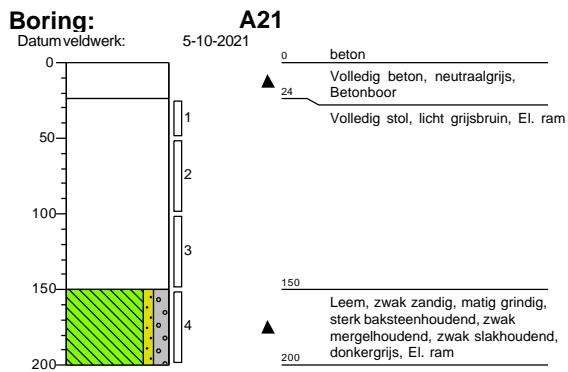 Boring: A21
Datum veldwerk: 5-10-2021
0
50
100
150
200
1
2
3
4
0 beton
Volledig beton, neutraalgrijs,
Betonboor
24
Volledig stol, licht grijsbruin, El. ram
150
Leem, zwak zandig, matig grindig,
sterk baksteenhoudend, zwak
mergelhoudend, zwak slakhoudend,
donkergrijs, El. ram
200